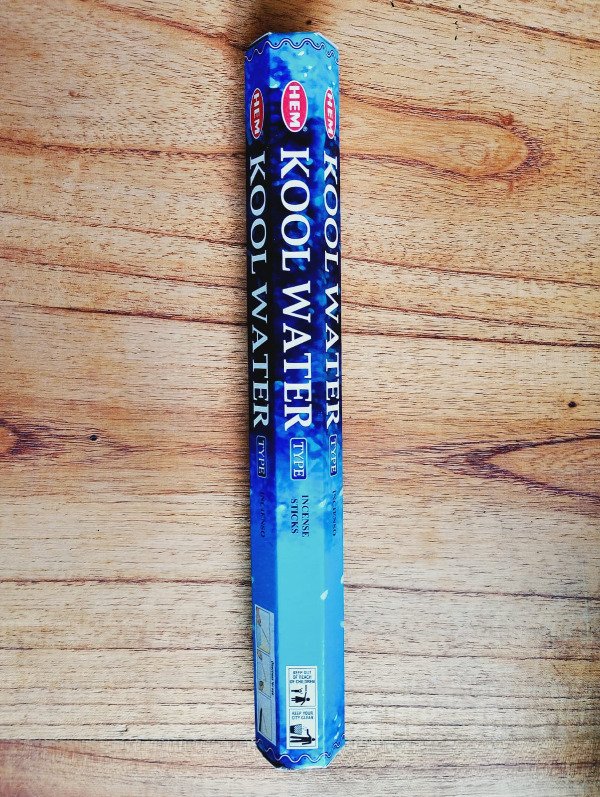 HEM
KOOL WATER
TYPE
HEM
KOOL WATER
TYPE
INCENSE
STICKS
KEEP OUT
OF REACH
OF CHILDREN
KEEP YOUR
CITY CLEAN
HEM
KOOL WATER
TYPE